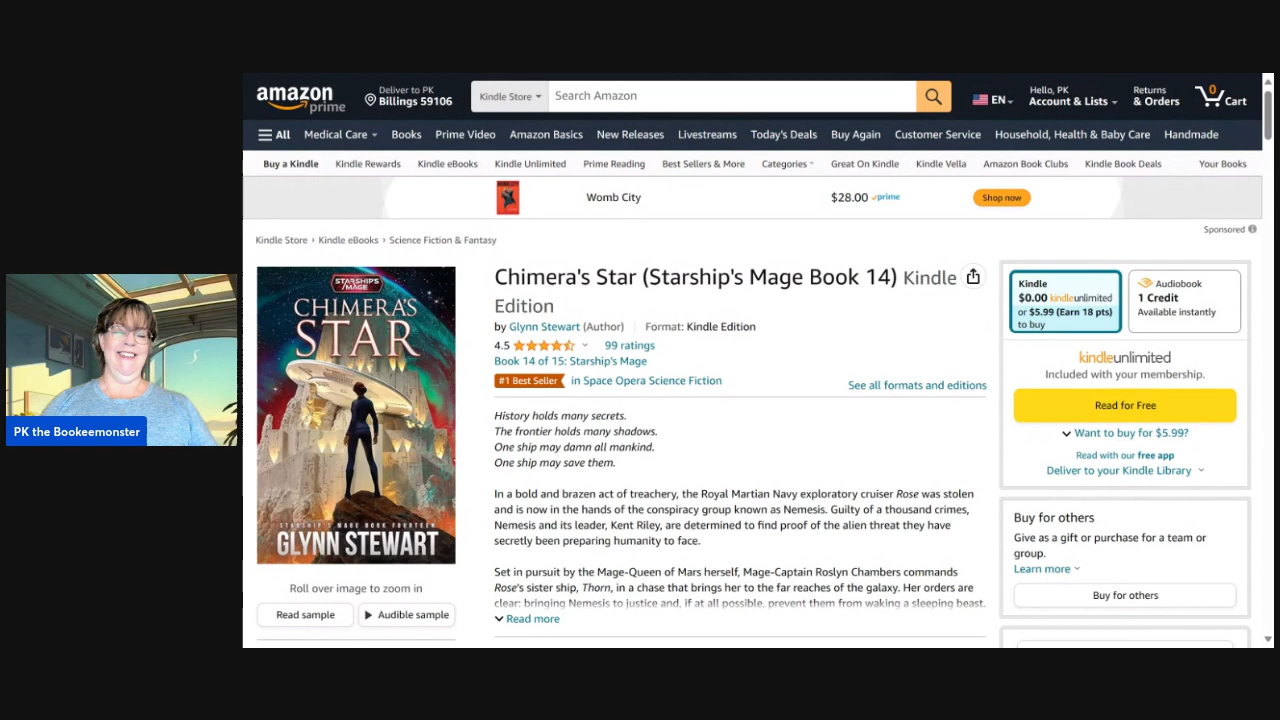 amazon
prime
Deliver to PK
Billings 59106
Kindle Store
Search Amazon
EN
Hello, PK
Account & Lists
Returns
& Orders
0
Cart
All
Medical Care
Books
Prime Video
Amazon Basics
New Releases
Livestreams
Today's Deals
Buy Again
Customer Service
Household, Health & Baby Care
Handmade
Buy a Kindle
Kindle Rewards
Kindle eBooks
Kindle Unlimited
Prime Reading
Best Sellers & More
Categories
Great On Kindle
Kindle Vella
Amazon Book Clubs
Kindle Book Deals
Your Books
Womb City
$28.00 prime
Shop now
Sponsored
Kindle Store › Kindle eBooks › Science Fiction & Fantasy
STARSHIP'S
MAGE
CHIMERA'S
STAR
STARSHIP'S MAGE BOOK FOURTEEN
GLYNN STEWART
Roll over image to zoom in
Read sample
Audible sample
Chimera's Star (Starship's Mage Book 14) Kindle
Edition
by Glynn Stewart (Author)
Format: Kindle Edition
4.5
99 ratings
Book 14 of 15: Starship's Mage
#1 Best Seller in Space Opera Science Fiction
See all formats and editions
History holds many secrets.
The frontier holds many shadows.
One ship may damn all mankind.
One ship may save them.
In a bold and brazen act of treachery, the Royal Martian Navy exploratory cruiser Rose was stolen
and is now in the hands of the conspiracy group known as Nemesis. Guilty of a thousand crimes,
Nemesis and its leader, Kent Riley, are determined to find proof of the alien threat they have
secretly been preparing humanity to face.
Set in pursuit by the Mage-Queen of Mars herself, Mage-Captain Roslyn Chambers commands
Rose's sister ship, Thorn, in a chase that brings her to the far reaches of the galaxy. Her orders are
clear: bringing Nemesis to justice and, if at all possible, prevent them from waking a sleeping beast.
Read more
Kindle
$0.00 kindleunlimited
or $5.99 (Earn 18 pts)
to buy
Audiobook
1 Credit
Available instantly
kindleunlimited
Included with your membership.
Read for Free
Want to buy for $5.99?
Read with our free app
Deliver to your Kindle Library
Buy for others
Give as a gift or purchase for a team or
group.
Learn more
Buy for others
PK the Bookeemonster